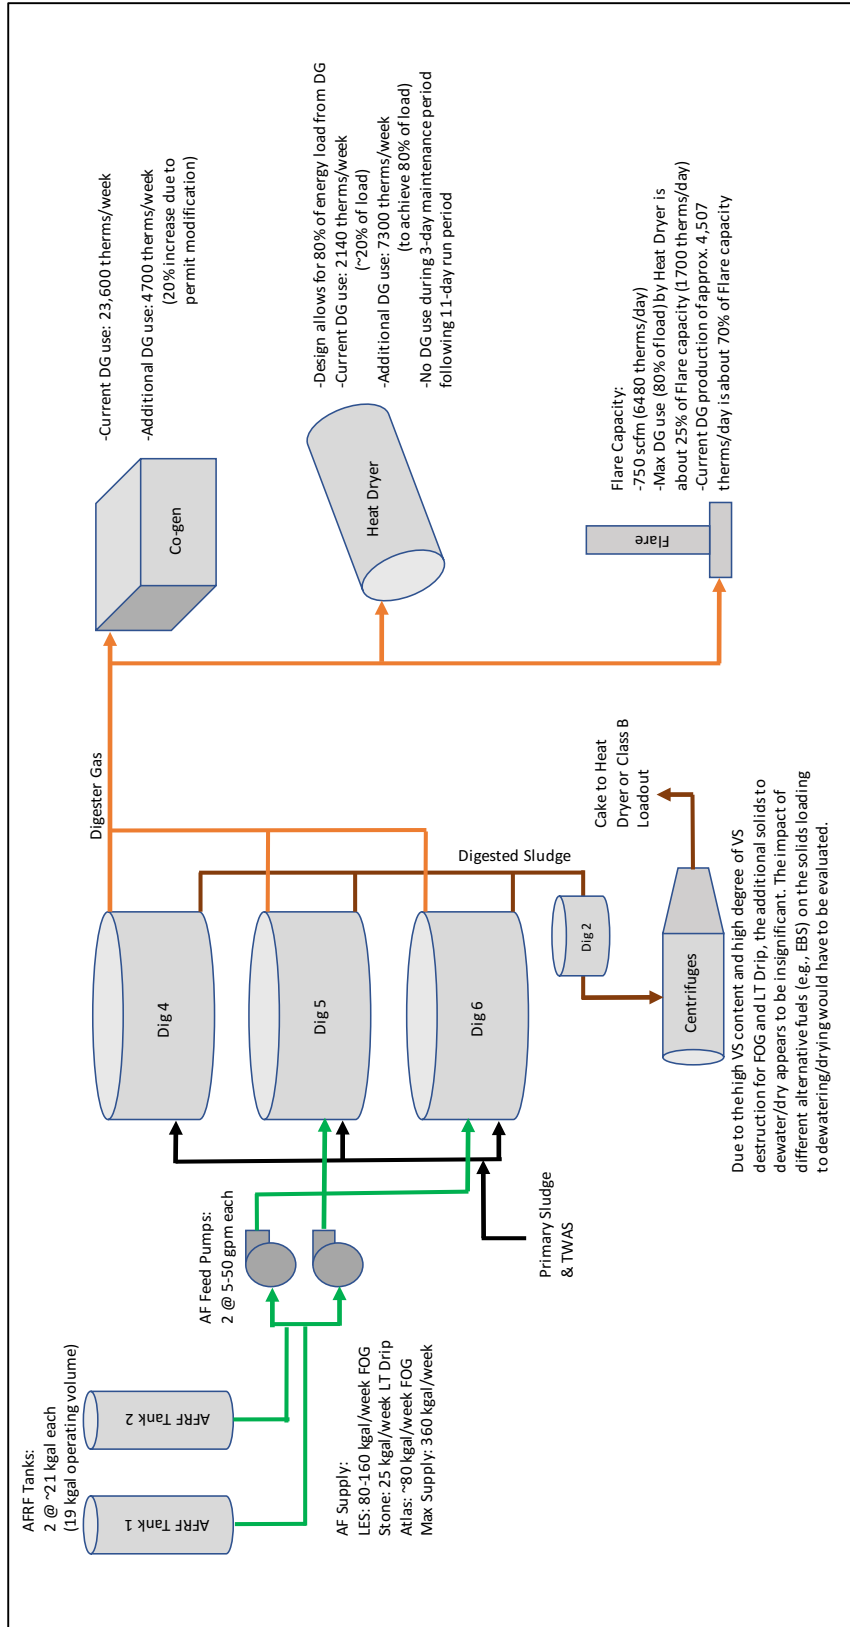 AFRF Tanks:
2 @ ~21 kgal each
(19 kgal operating volume)
AFRF Tank 1
AFRF Tank 2
AF Supply:
LES: 80-160 kgal/week FOG
Stone: 25 kgal/week LT Drip
Atlas: ~80 kgal/week FOG
Max Supply: 360 kgal/week
AF Feed Pumps:
2 @ 5-50 gpm each
Primary Sludge
& TWAS
Dig 4
Dig 5
Dig 6
Digester Gas
Digested Sludge
Dig 2
Centrifuges
Cake to Heat
Dryer or Class B
Loadout
Due to the high VS content and high degree of VS
destruction for FOG and LT Drip, the additional solids to
dewater/dry appears to be insignificant. The impact of
different alternative fuels (e.g., EBS) on the solids loading
to dewatering/drying would have to be evaluated.
Co-gen
-Current DG use: 23,600 therms/week
-Additional DG use: 4700 therms/week
(20% increase due to
permit modification)
Heat Dryer
-Design allows for 80% of energy load from DG
-Current DG use: 2140 therms/week
(~20% of load)
-Additional DG use: 7300 therms/week
(to achieve 80% of load)
-No DG use during 3-day maintenance period
following 11-day run period
Flare
Flare Capacity:
-750 scfm (6480 therms/day)
-Max DG use (80% of load) by Heat Dryer is
about 25% of Flare capacity (1700 therms/day)
-Current DG production of approx. 4,507
therms/day is about 70% of Flare capacity